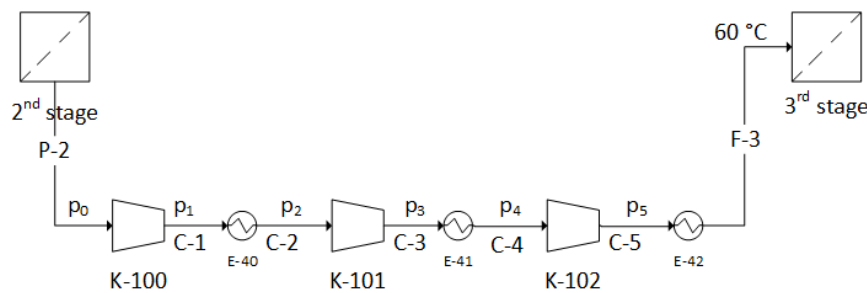 60 °C
2nd stage
3rd stage
P-2
F-3
p0
p1
p2
p3
p4
p5
C-1
C-2
C-3
C-4
C-5
E-40
E-41
E-42
K-100
K-101
K-102